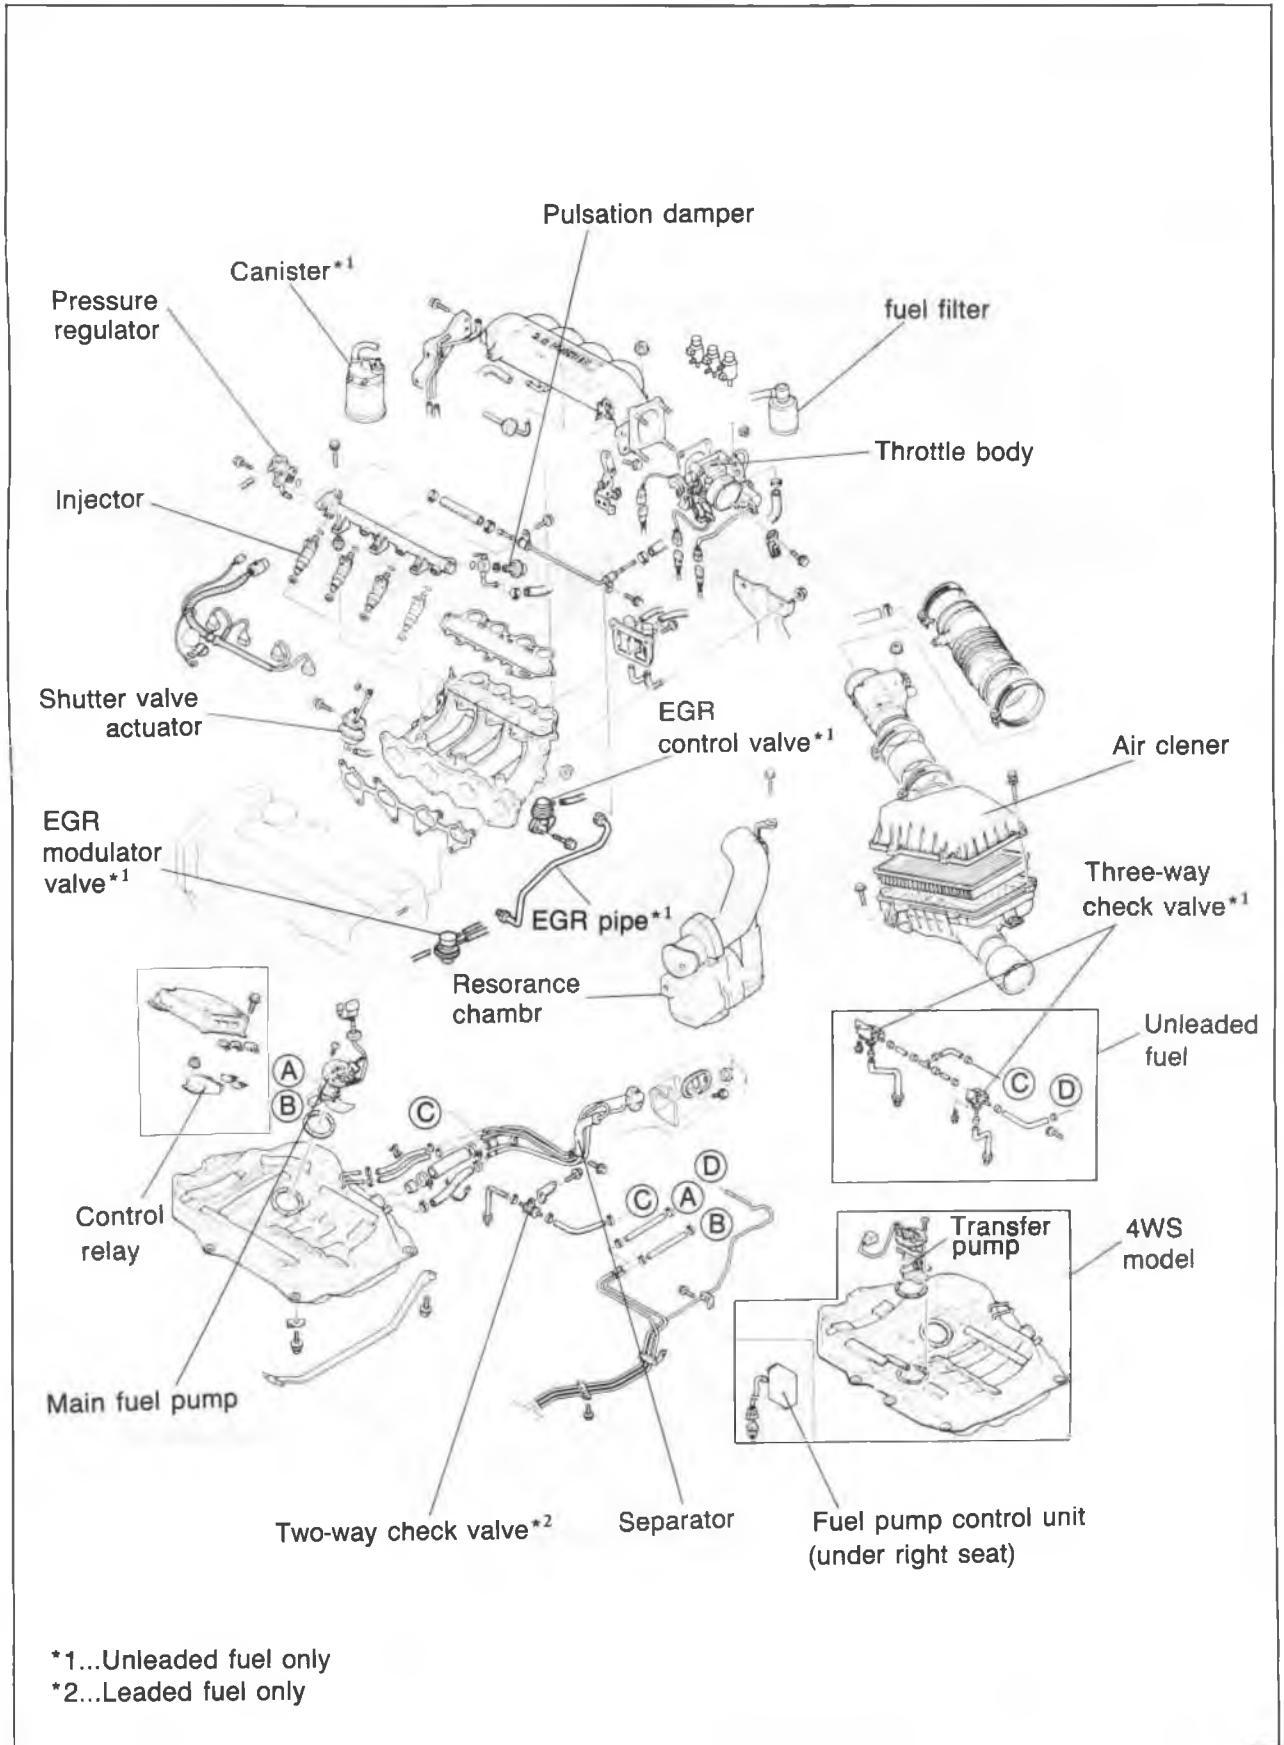 Pulsation damper
Canister*1
Pressure
regulator
fuel filter
Throttle body
Injector
Shutter valve
actuator
EGR
control valve*1
Air clener
EGR
modulator
valve*1
Three-way
check valve*1
EGR pipe*1
Resorance
chambr
Unleaded
fuel
A
B
C
C
D
D
C
A
B
Control
relay
Transfer
pump
4WS
model
Main fuel pump
Two-way check valve*2
Separator
Fuel pump control unit
(under right seat)
*1...Unleaded fuel only
*2...Leaded fuel only